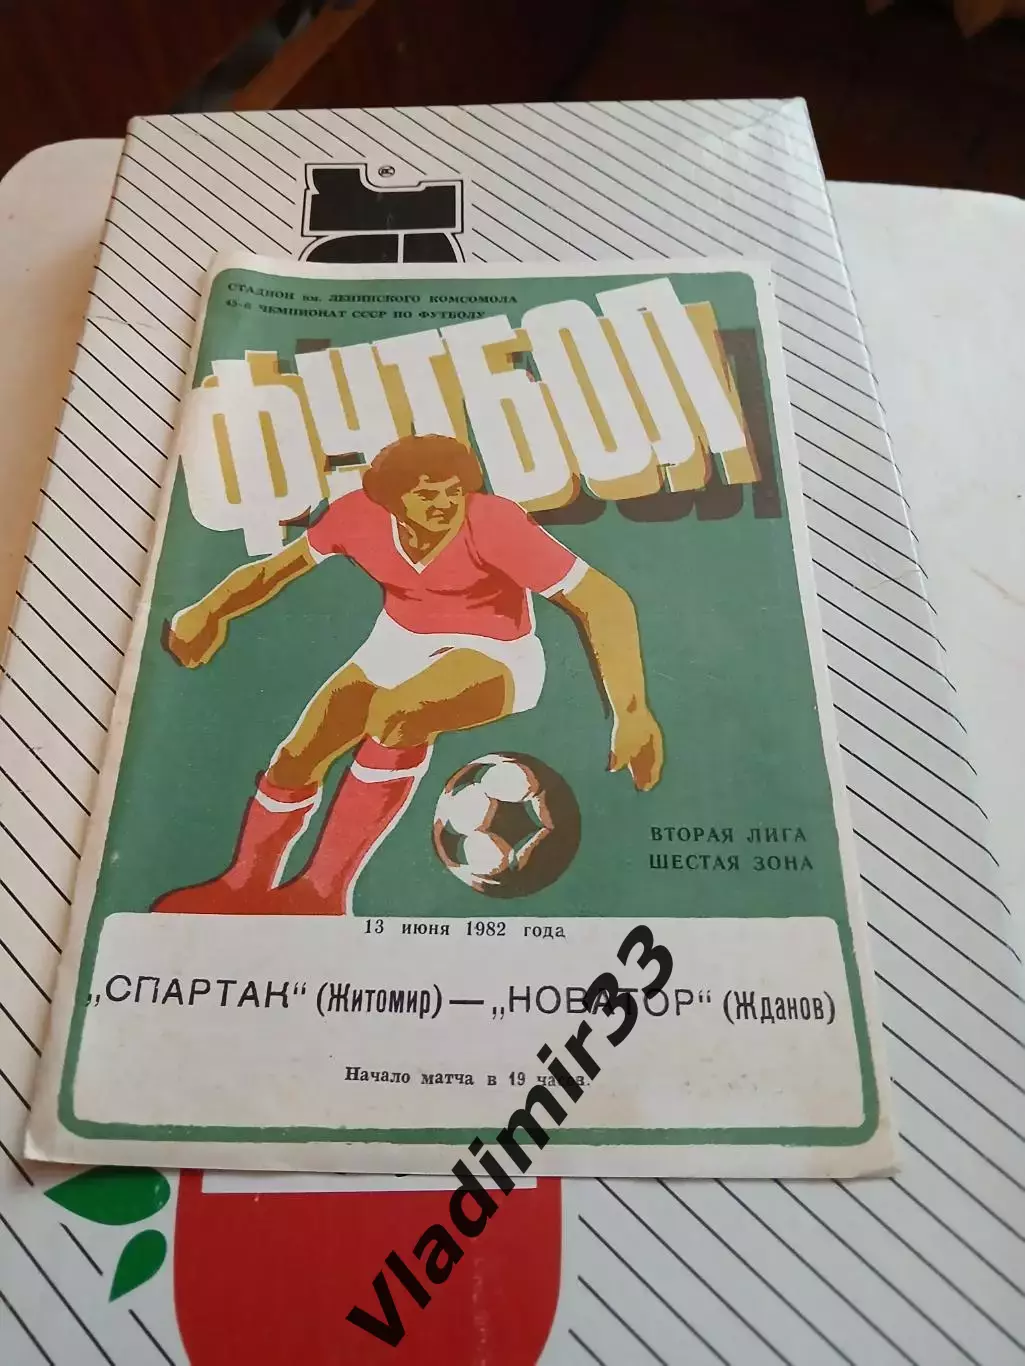 СТАДИОН им. ЛЕНИНСКОГО КОМСОМОЛА
45-й ЧЕМПИОНАТ СССР ПО ФУТБОЛУ
ФУТБОЛ
ВТОРАЯ ЛИГА
ШЕСТАЯ ЗОНА
13 июня 1982 года
„СПАРТАК“ (Житомир) — „НОВАТОР“ (Жданов)
Начало матча в 19 часов.
Vladimir33